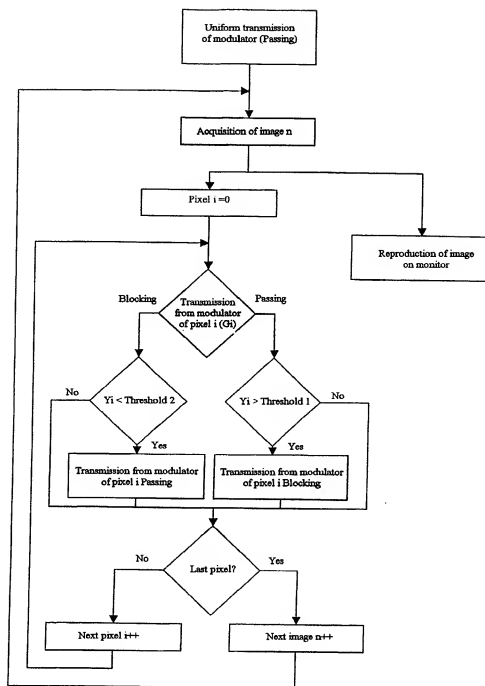 Uniform transmission
of modulator (Passing)
Acquisition of image n
Pixel i =0
Reproduction of image
on monitor
Blocking
Passing
Transmission
from modulator
of pixel i (Gi)
No
Yi < Threshold 2
Yi > Threshold 1
No
Yes
Yes
Transmission from modulator
of pixel i Passing
Transmission from modulator
of pixel i Blocking
No
Last pixel?
Yes
Next pixel i++
Next image n++